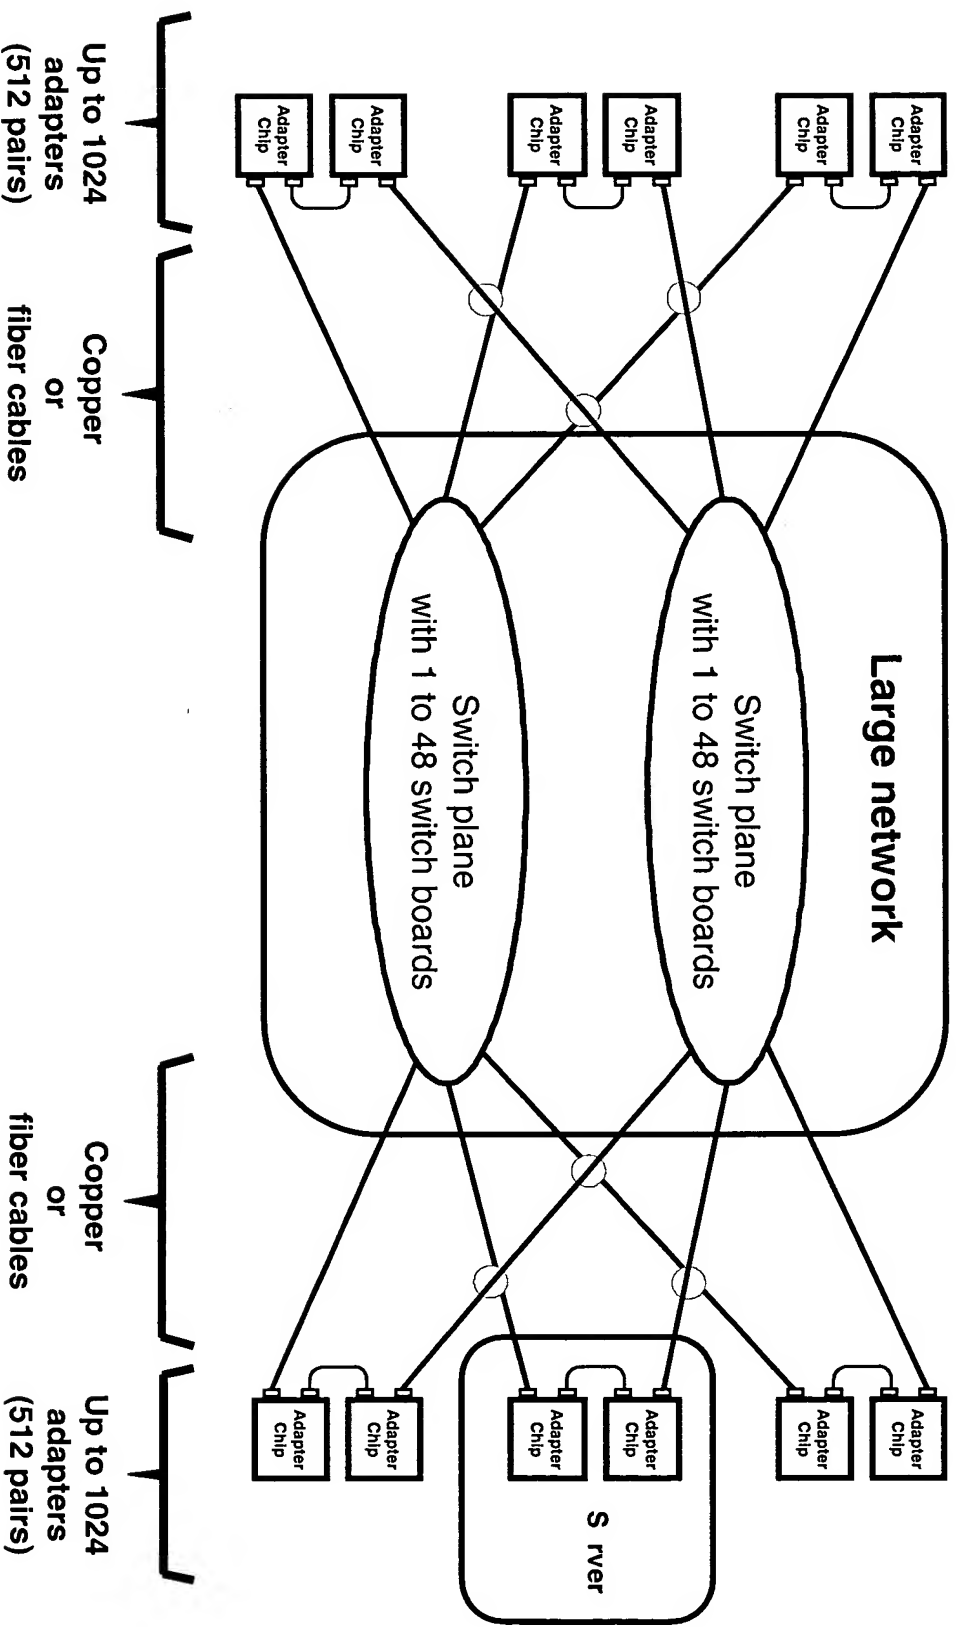 Large network
Adapter
Chip
Adapter
Chip
Adapter
Chip
Adapter
Chip
Adapter
Chip
Adapter
Chip
Switch plane
with 1 to 48 switch boards
Switch plane
with 1 to 48 switch boards
Adapter
Chip
Adapter
Chip
Adapter
Chip
Adapter
Chip
S rver
Adapter
Chip
Adapter
Chip
Up to 1024
adapters
(512 pairs)
Copper
or
fiber cables
Copper
or
fiber cables
Up to 1024
adapters
(512 pairs)